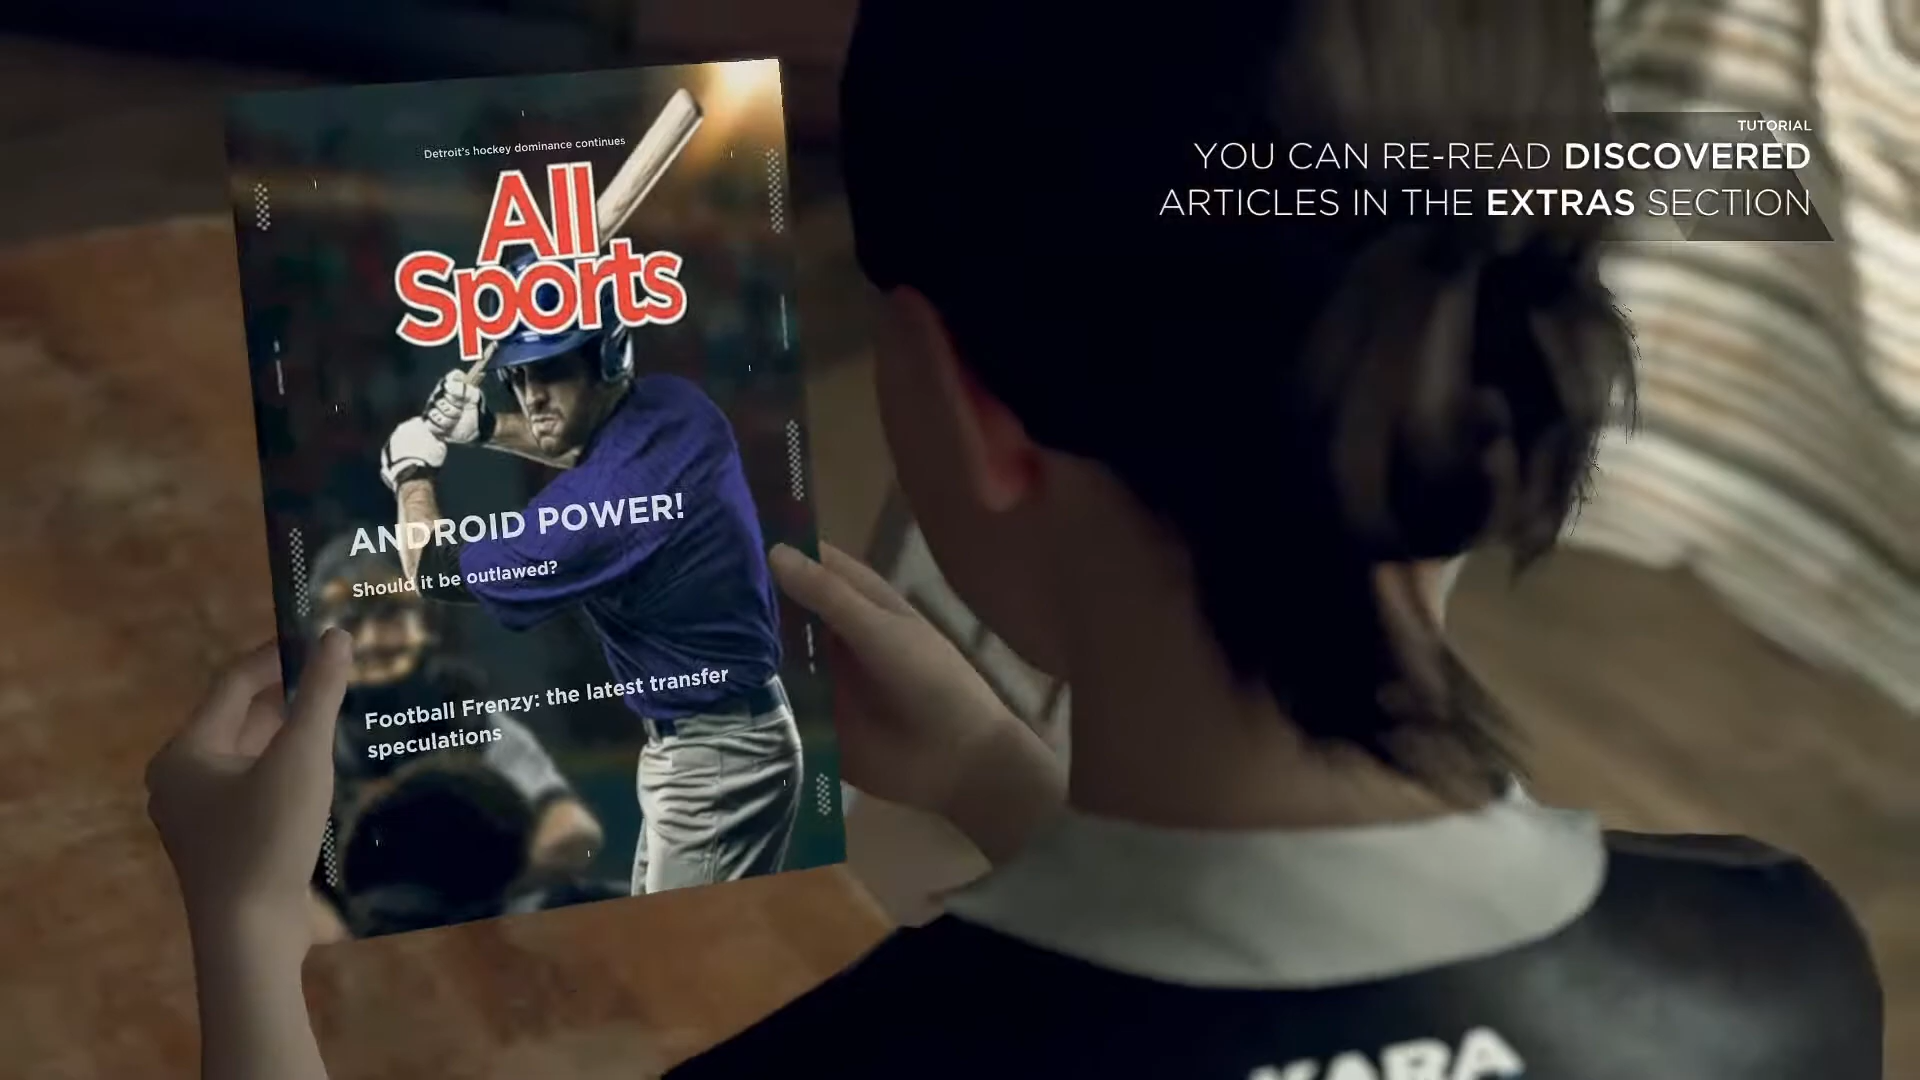 TUTORIAL
YOU CAN RE-READ DISCOVERED
ARTICLES IN THE EXTRAS SECTION
Detroit's hockey dominance continues
All
Sports
ANDROID POWER!
Should it be outlawed?
Football Frenzy: the latest transfer
speculations
KARA